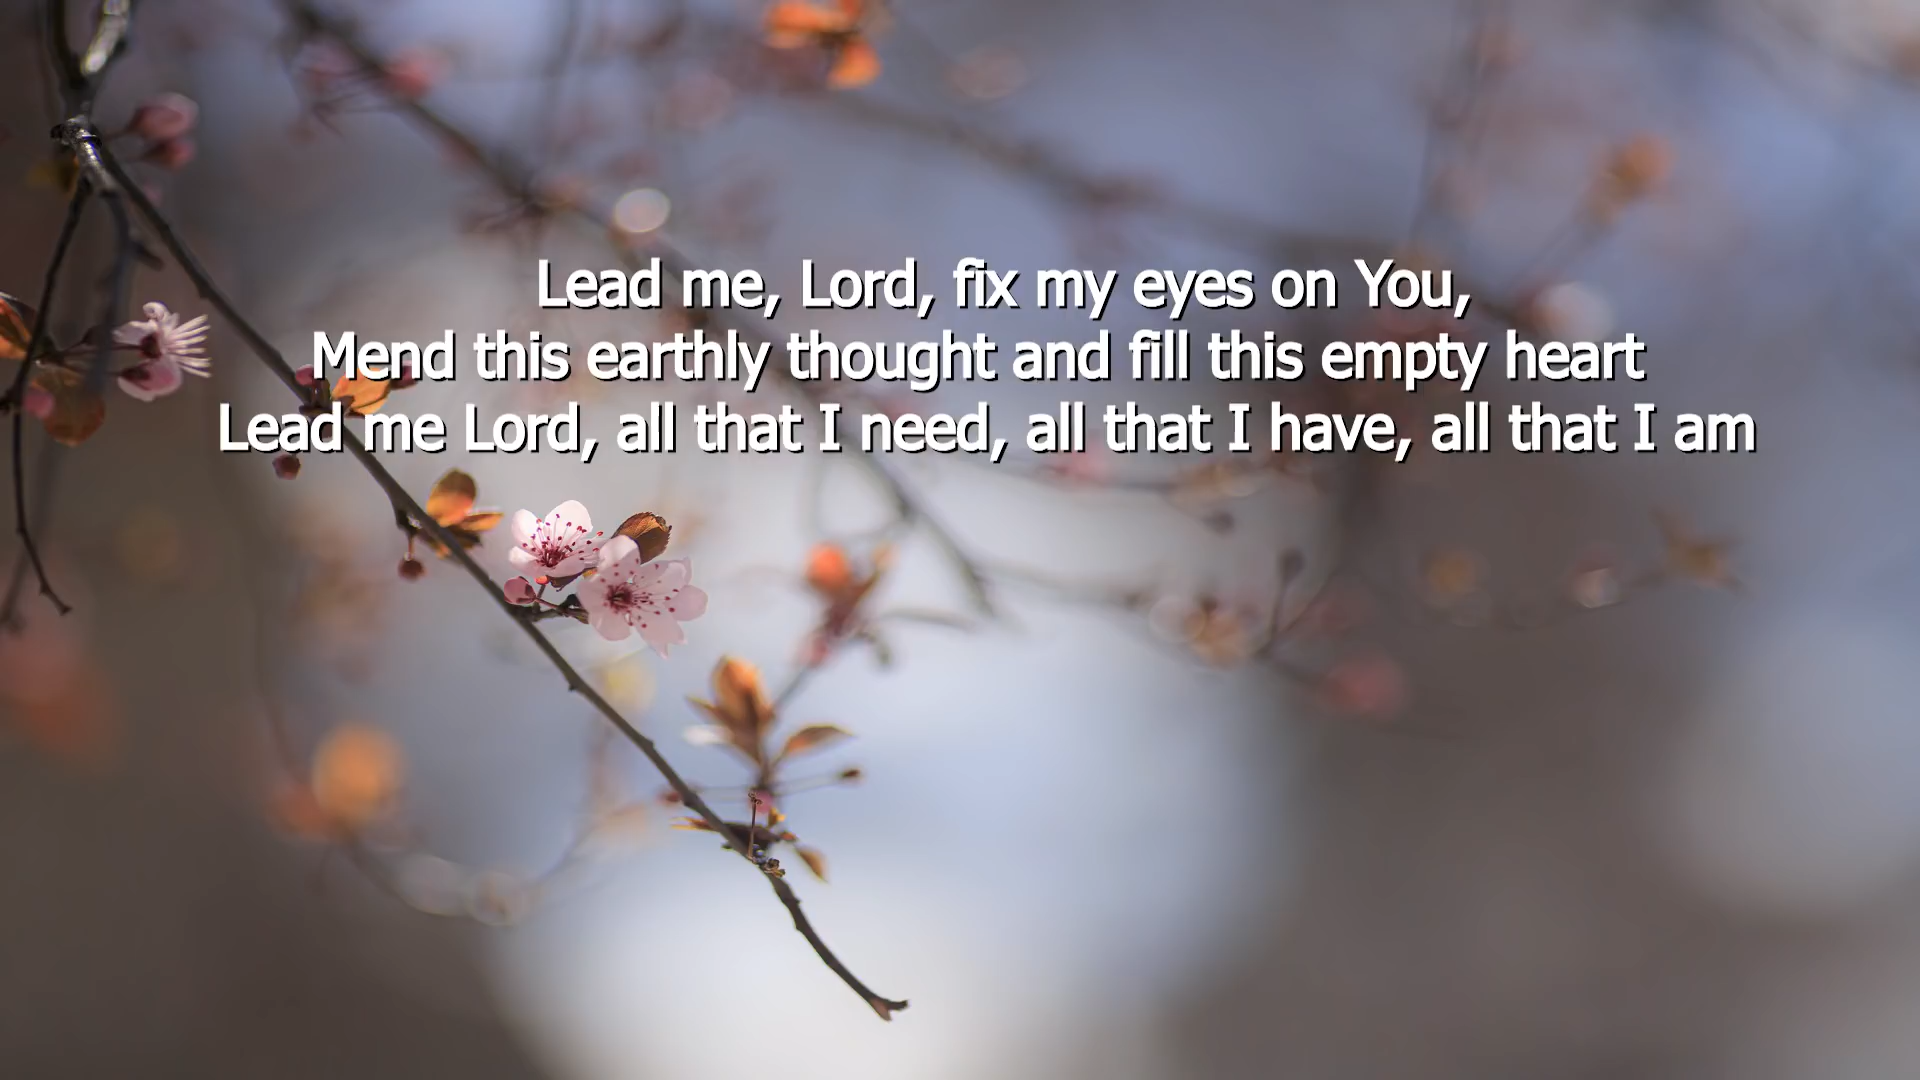 Lead me, Lord, fix my eyes on You,
Mend this earthly thought and fill this empty heart
Lead me Lord, all that I need, all that I have, all that I am